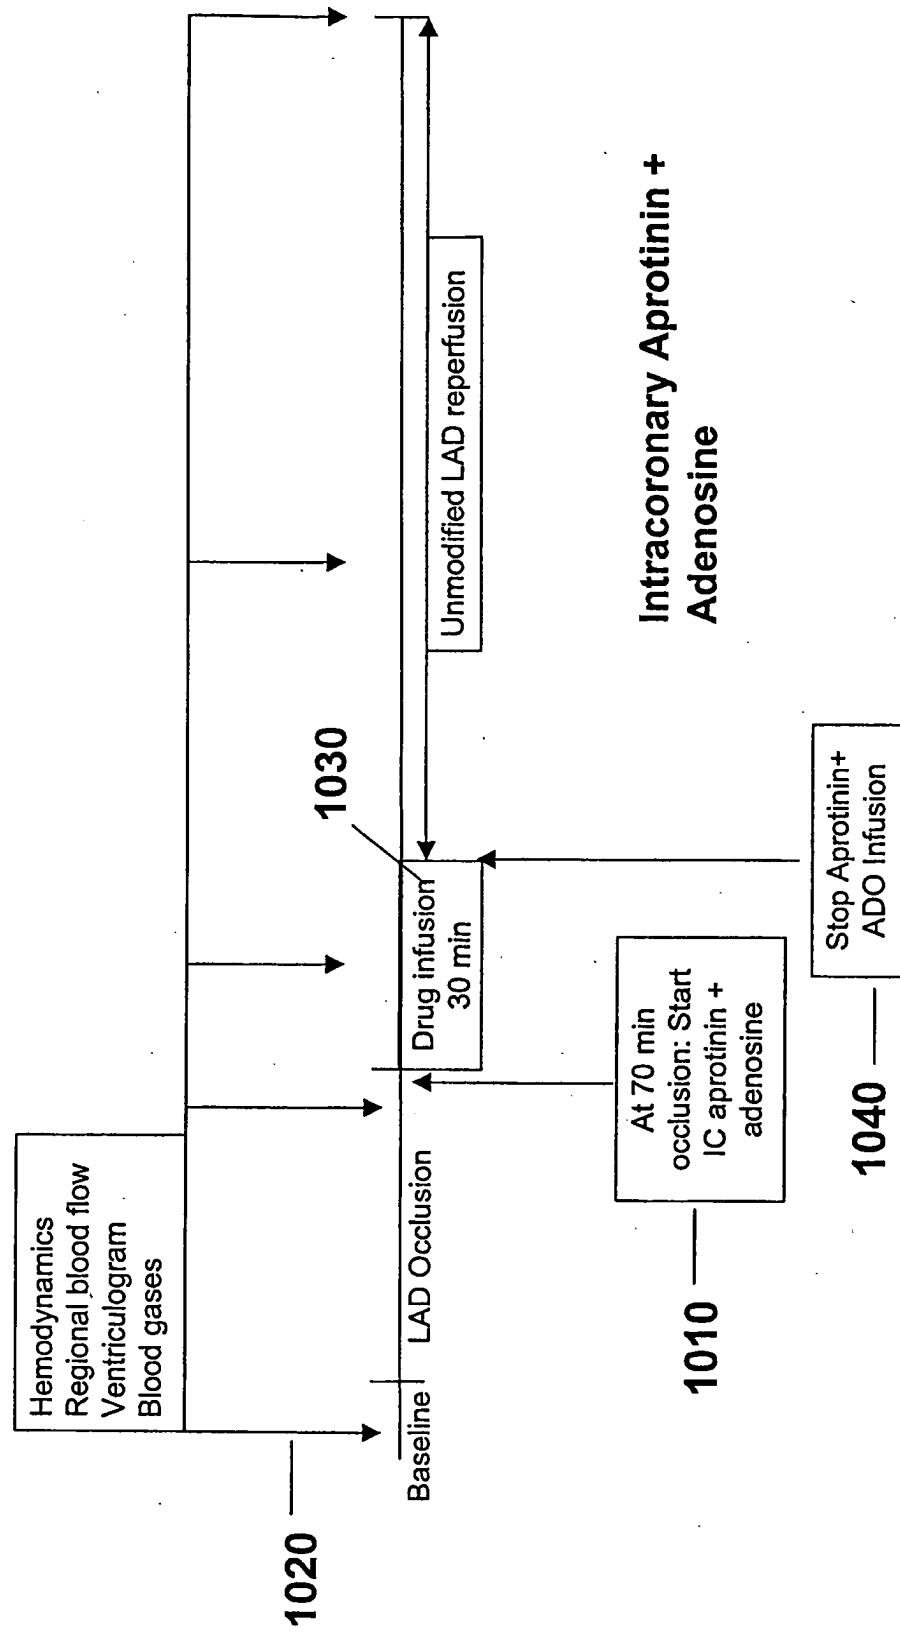 Hemodynamics
Regional blood flow
Ventriculogram
Blood gases
1020
Baseline
LAD Occlusion
Drug infusion
30 min
1030
Unmodified LAD reperfusion
1010
At 70 min
occlusion: Start
IC aprotinin +
adenosine
1040
Stop Aprotinin+
ADO Infusion
Intracoronary Aprotinin +
Adenosine